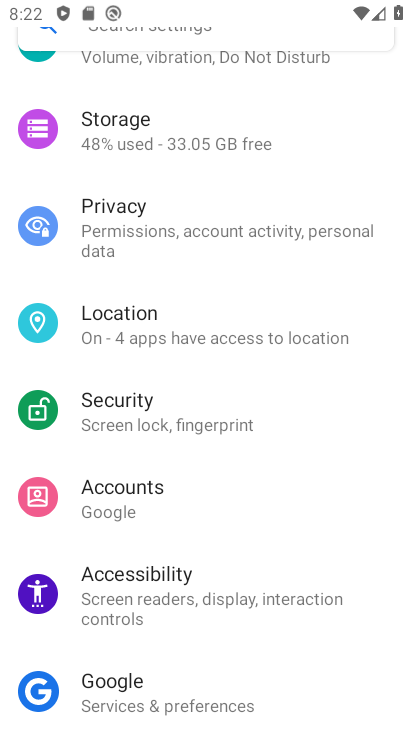 8:22
Search settings
Volume, vibration, Do Not Disturb
Storage
48% used - 33.05 GB free
Privacy
Permissions, account activity, personal
data
Location
On - 4 apps have access to location
Security
Screen lock, fingerprint
Accounts
Google
Accessibility
Screen readers, display, interaction
controls
Google
Services & preferences